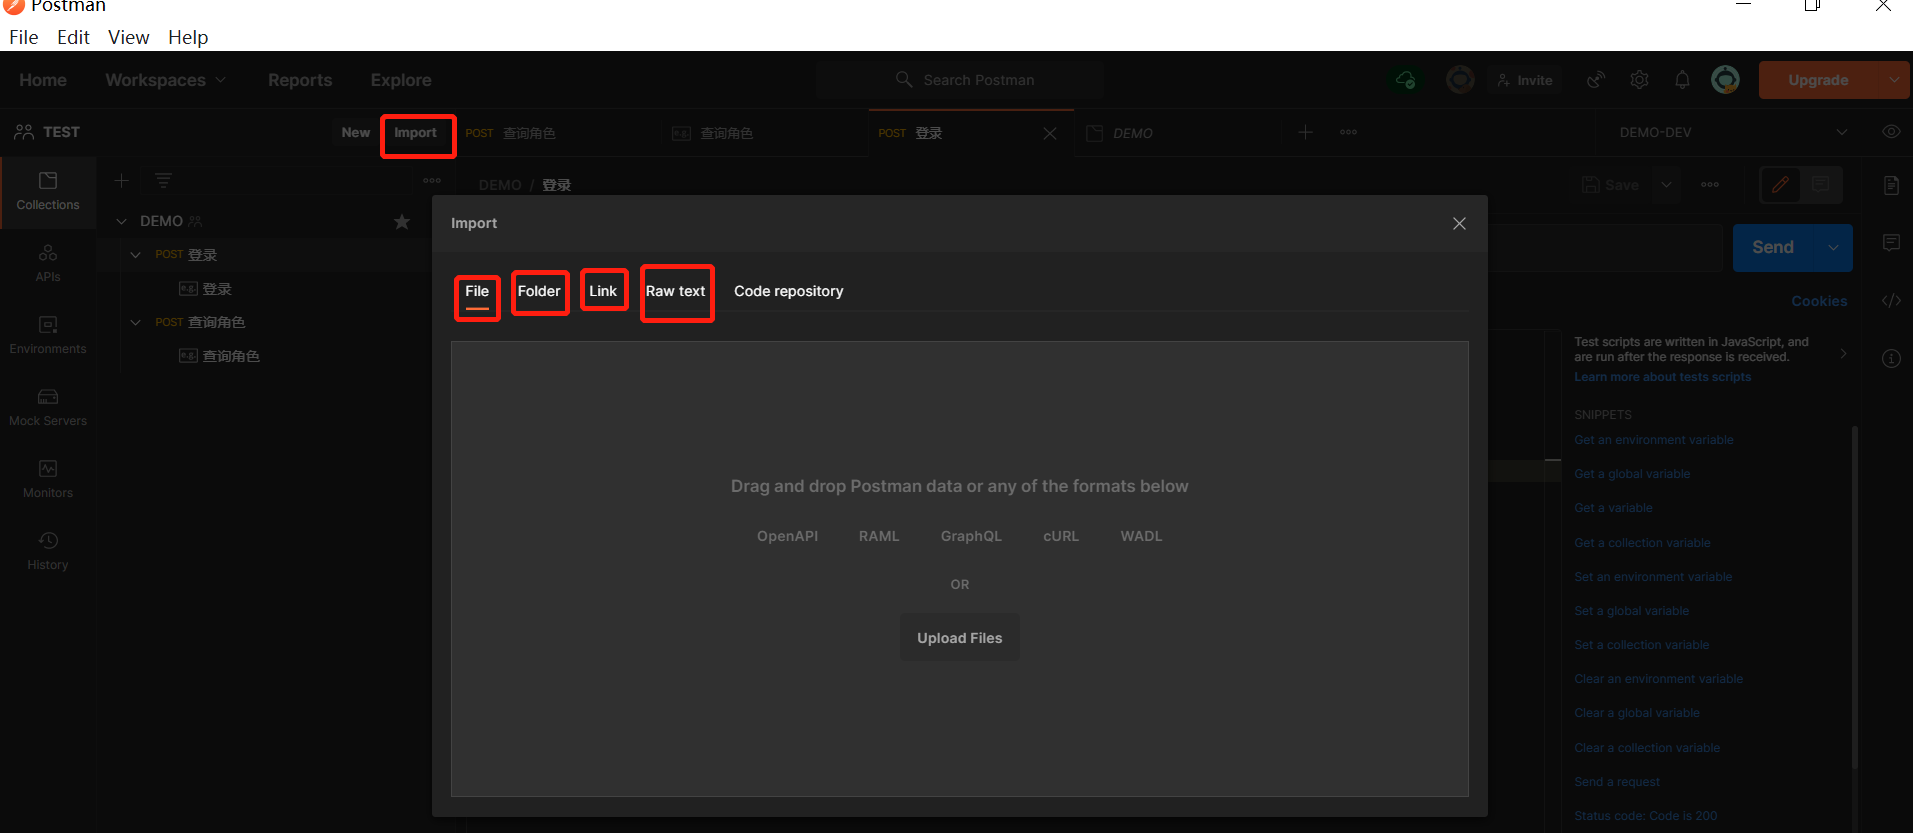 Postman
File Edit View Help
Home Workspaces Reports Explore Search Postman Invite Upgrade
TEST New Import POST 查询角色 e.g. 查询角色 POST 登录 DEMO DEMO-DEV
Collections
DEMO / 登录 Save
DEMO
POST 登录
e.g. 登录
POST 查询角色
e.g. 查询角色
APIs
Environments
Mock Servers
Monitors
History
Import
File Folder Link Raw text Code repository
Drag and drop Postman data or any of the formats below
OpenAPI RAML GraphQL cURL WADL
OR
Upload Files
Send
Cookies
Test scripts are written in JavaScript, and
are run after the response is received.
Learn more about tests scripts
SNIPPETS
Get an environment variable
Get a global variable
Get a variable
Get a collection variable
Set an environment variable
Set a global variable
Set a collection variable
Clear an environment variable
Clear a global variable
Clear a collection variable
Send a request
Status code: Code is 200